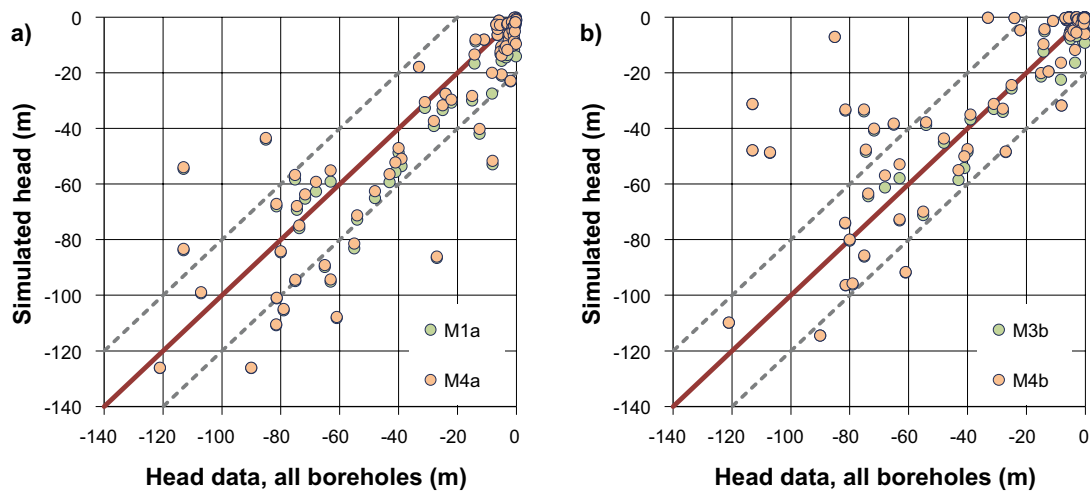 a)
Simulated head (m)
0
-20
-40
-60
-80
-100
-120
-140
-140 -120 -100 -80 -60 -40 -20 0
Head data, all boreholes (m)
M1a
M4a
b)
Simulated head (m)
0
-20
-40
-60
-80
-100
-120
-140
-140 -120 -100 -80 -60 -40 -20 0
Head data, all boreholes (m)
M3b
M4b